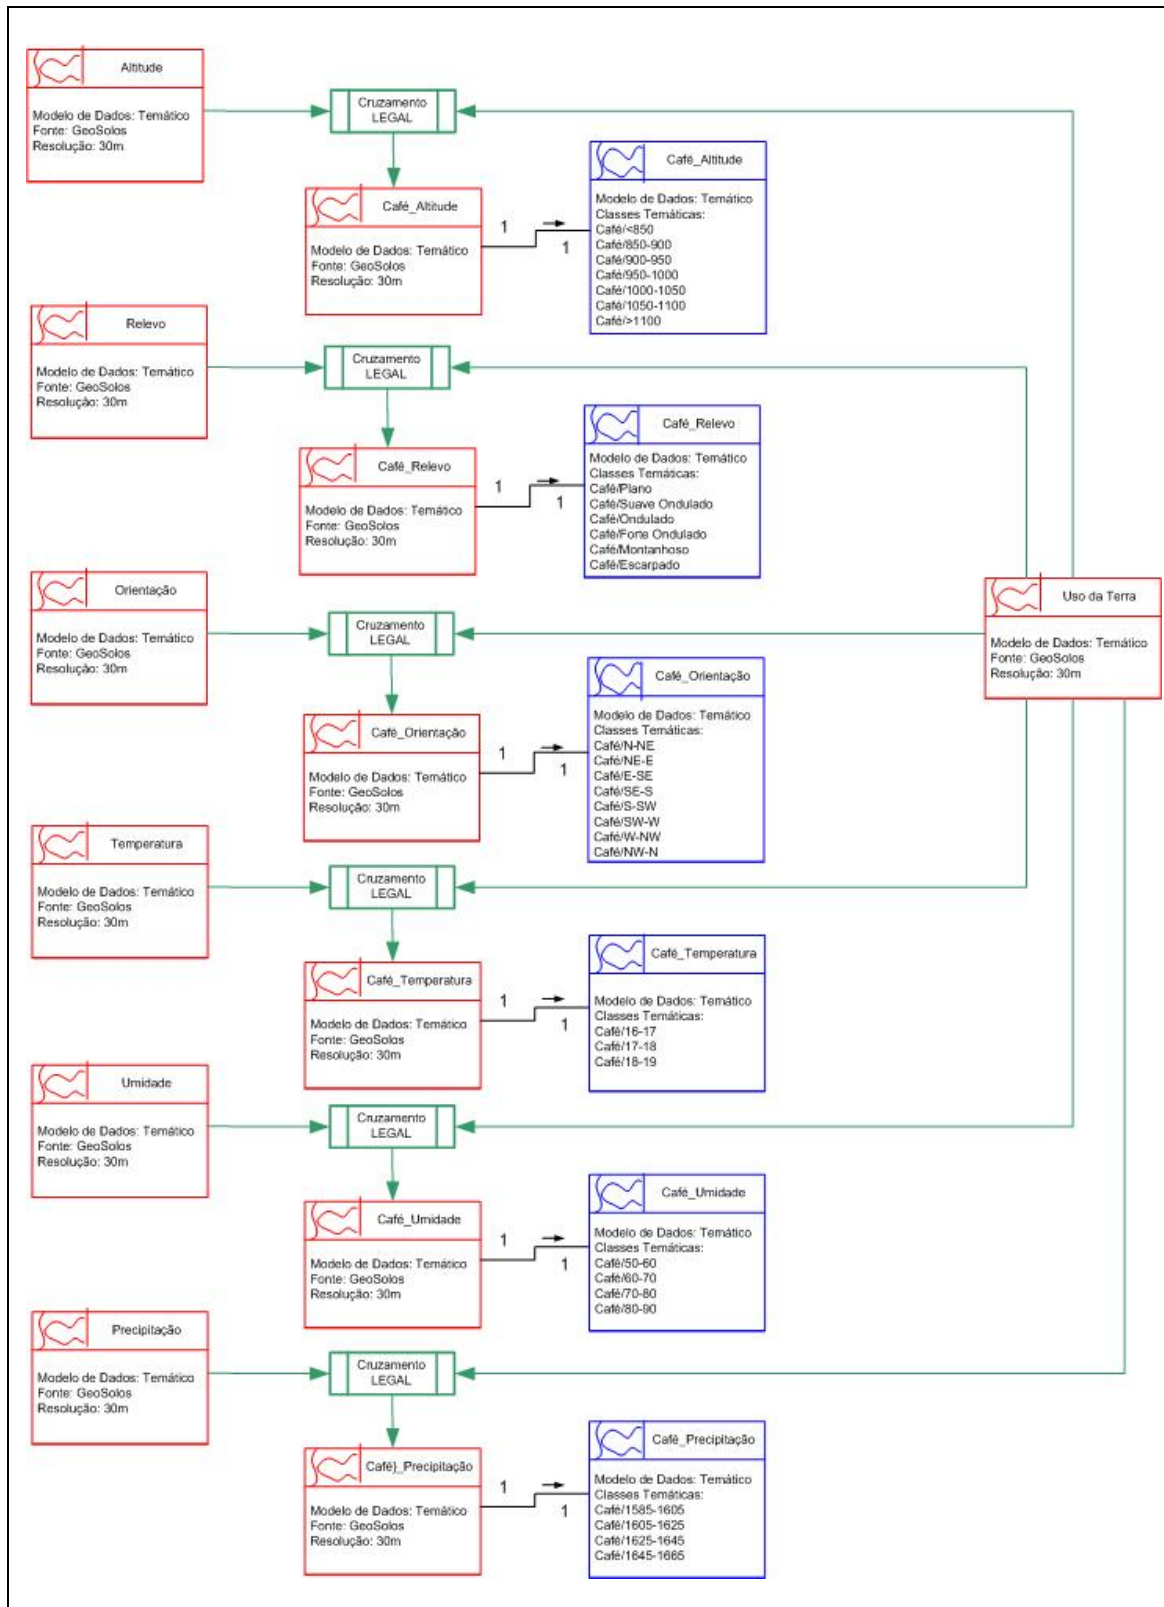 Altitude
Modelo de Dados: Temático
Fonte: GeoSolos
Resolução: 30m
Cruzamento
LEGAL
Café_Altitude
Modelo de Dados: Temático
Fonte: GeoSolos
Resolução: 30m
1
1
Café_Altitude
Modelo de Dados: Temático
Classes Temáticas:
Café/<850
Café/850-900
Café/900-950
Café/950-1000
Café/1000-1050
Café/1050-1100
Café/>1100
Relevo
Modelo de Dados: Temático
Fonte: GeoSolos
Resolução: 30m
Cruzamento
LEGAL
Café_Relevo
Modelo de Dados: Temático
Fonte: GeoSolos
Resolução: 30m
1
1
Café_Relevo
Modelo de Dados: Temático
Classes Temáticas:
Café/Plano
Café/Suave Ondulado
Café/Ondulado
Café/Forte Ondulado
Café/Montanhoso
Café/Escarpado
Orientação
Modelo de Dados: Temático
Fonte: GeoSolos
Resolução: 30m
Cruzamento
LEGAL
Uso da Terra
Modelo de Dados: Temático
Fonte: GeoSolos
Resolução: 30m
Café_Orientação
Modelo de Dados: Temático
Fonte: GeoSolos
Resolução: 30m
1
1
Café_Orientação
Modelo de Dados: Temático
Classes Temáticas:
Café/N-NE
Café/NE-E
Café/E-SE
Café/SE-S
Café/S-SW
Café/SW-W
Café/W-NW
Café/NW-N
Temperatura
Modelo de Dados: Temático
Fonte: GeoSolos
Resolução: 30m
Cruzamento
LEGAL
Café_Temperatura
Modelo de Dados: Temático
Fonte: GeoSolos
Resolução: 30m
1
1
Café_Temperatura
Modelo de Dados: Temático
Classes Temáticas:
Café/16-17
Café/17-18
Café/18-19
Umidade
Modelo de Dados: Temático
Fonte: GeoSolos
Resolução: 30m
Cruzamento
LEGAL
Café_Umidade
Modelo de Dados: Temático
Fonte: GeoSolos
Resolução: 30m
1
1
Café_Umidade
Modelo de Dados: Temático
Classes Temáticas:
Café/50-60
Café/60-70
Café/70-80
Café/80-90
Precipitação
Modelo de Dados: Temático
Fonte: GeoSolos
Resolução: 30m
Cruzamento
LEGAL
Café}_Precipitação
Modelo de Dados: Temático
Fonte: GeoSolos
Resolução: 30m
1
1
Café_Precipitação
Modelo de Dados: Temático
Classes Temáticas:
Café/1585-1605
Café/1605-1625
Café/1625-1645
Café/1645-1665